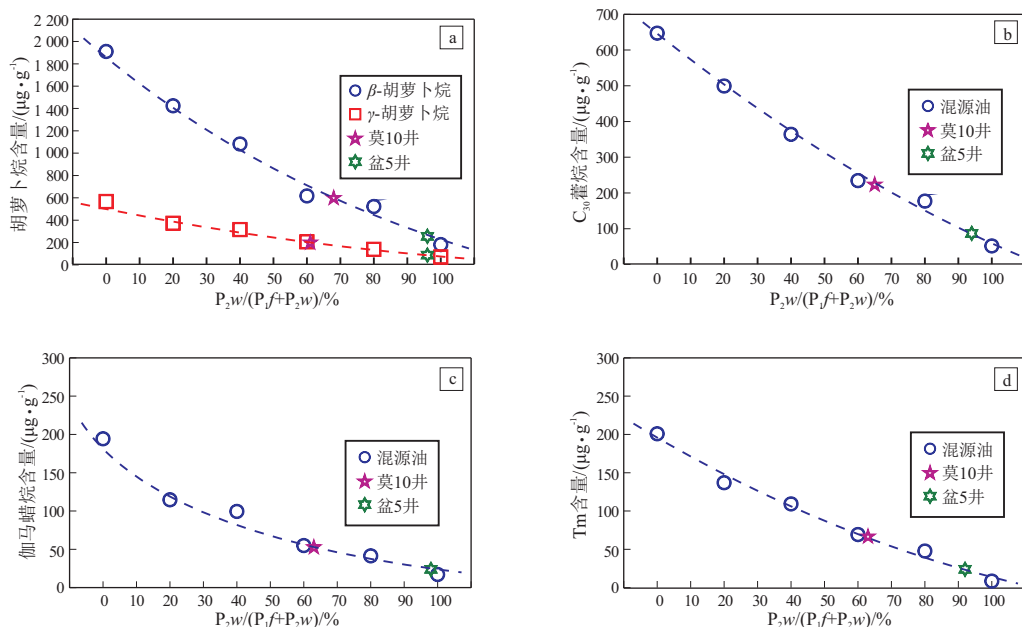 2 200
2 000
1 800
1 600
1 400
1 200
1 000
800
600
400
200
0
胡萝卜烷含量/(μg•g⁻¹)
a
β-胡萝卜烷
γ-胡萝卜烷
莫10井
盆5井
0 10 20 30 40 50 60 70 80 90 100
P₂w/(P₁f+P₂w)/%
700
600
500
400
300
200
100
0
C₃₀藿烷含量/(μg•g⁻¹)
b
混源油
莫10井
盆5井
0 10 20 30 40 50 60 70 80 90 100
P₂w/(P₁f+P₂w)/%
300
250
200
150
100
50
0
伽马蜡烷含量/(μg•g⁻¹)
c
混源油
莫10井
盆5井
0 10 20 30 40 50 60 70 80 90 100
P₂w/(P₁f+P₂w)/%
300
250
200
150
100
50
0
Tm含量/(μg•g⁻¹)
d
混源油
莫10井
盆5井
0 10 20 30 40 50 60 70 80 90 100
P₂w/(P₁f+P₂w)/%